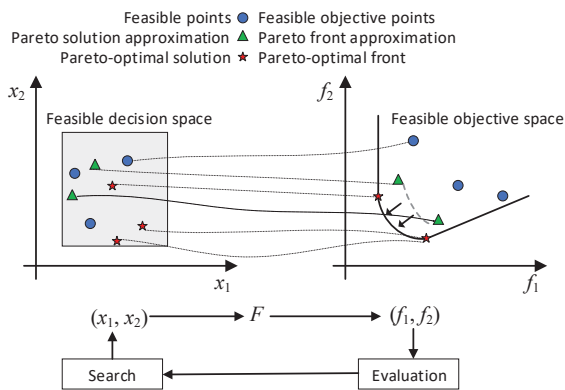 Feasible points Feasible objective points
Pareto solution approximation Pareto front approximation
Pareto-optimal solution Pareto-optimal front
x2 f2
Feasible decision space Feasible objective space
x1 f1
(x1, x2) F (f1, f2)
Search Evaluation